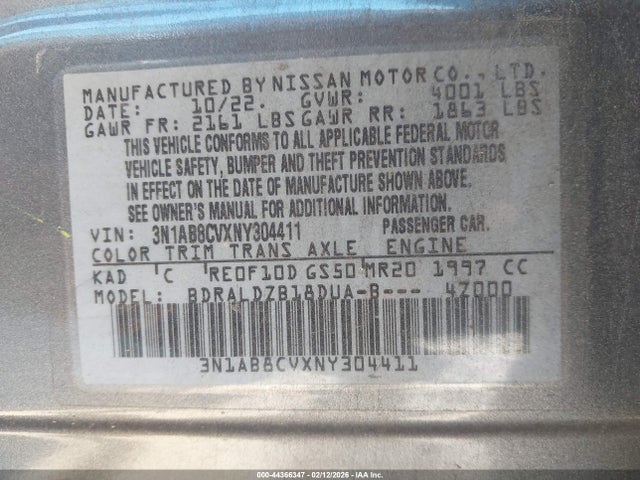 MANUFACTURED BY NISSAN MOTOR CO., LTD.
DATE: 10/22. GVWR: 4001 LBS
GAWR FR: 2161 LBS GAWR RR: 1863 LBS
THIS VEHICLE CONFORMS TO ALL APPLICABLE FEDERAL MOTOR
VEHICLE SAFETY, BUMPER AND THEFT PREVENTION STANDARDS
IN EFFECT ON THE DATE OF MANUFACTURE SHOWN ABOVE.
SEE OWNER'S MANUAL FOR ADDITIONAL INFORMATION.
VIN: 3N1AB8CVXNY304411 PASSENGER CAR.
COLOR TRIM TRANS AXLE ENGINE
KAD C RE0F10D GS50 MR20 1997 CC
MODEL: BDRALDZB18DUA-B--- 4Z000
3N1AB8CVXNY304411
000-44366347 - 02/12/2026 - IAA Inc.